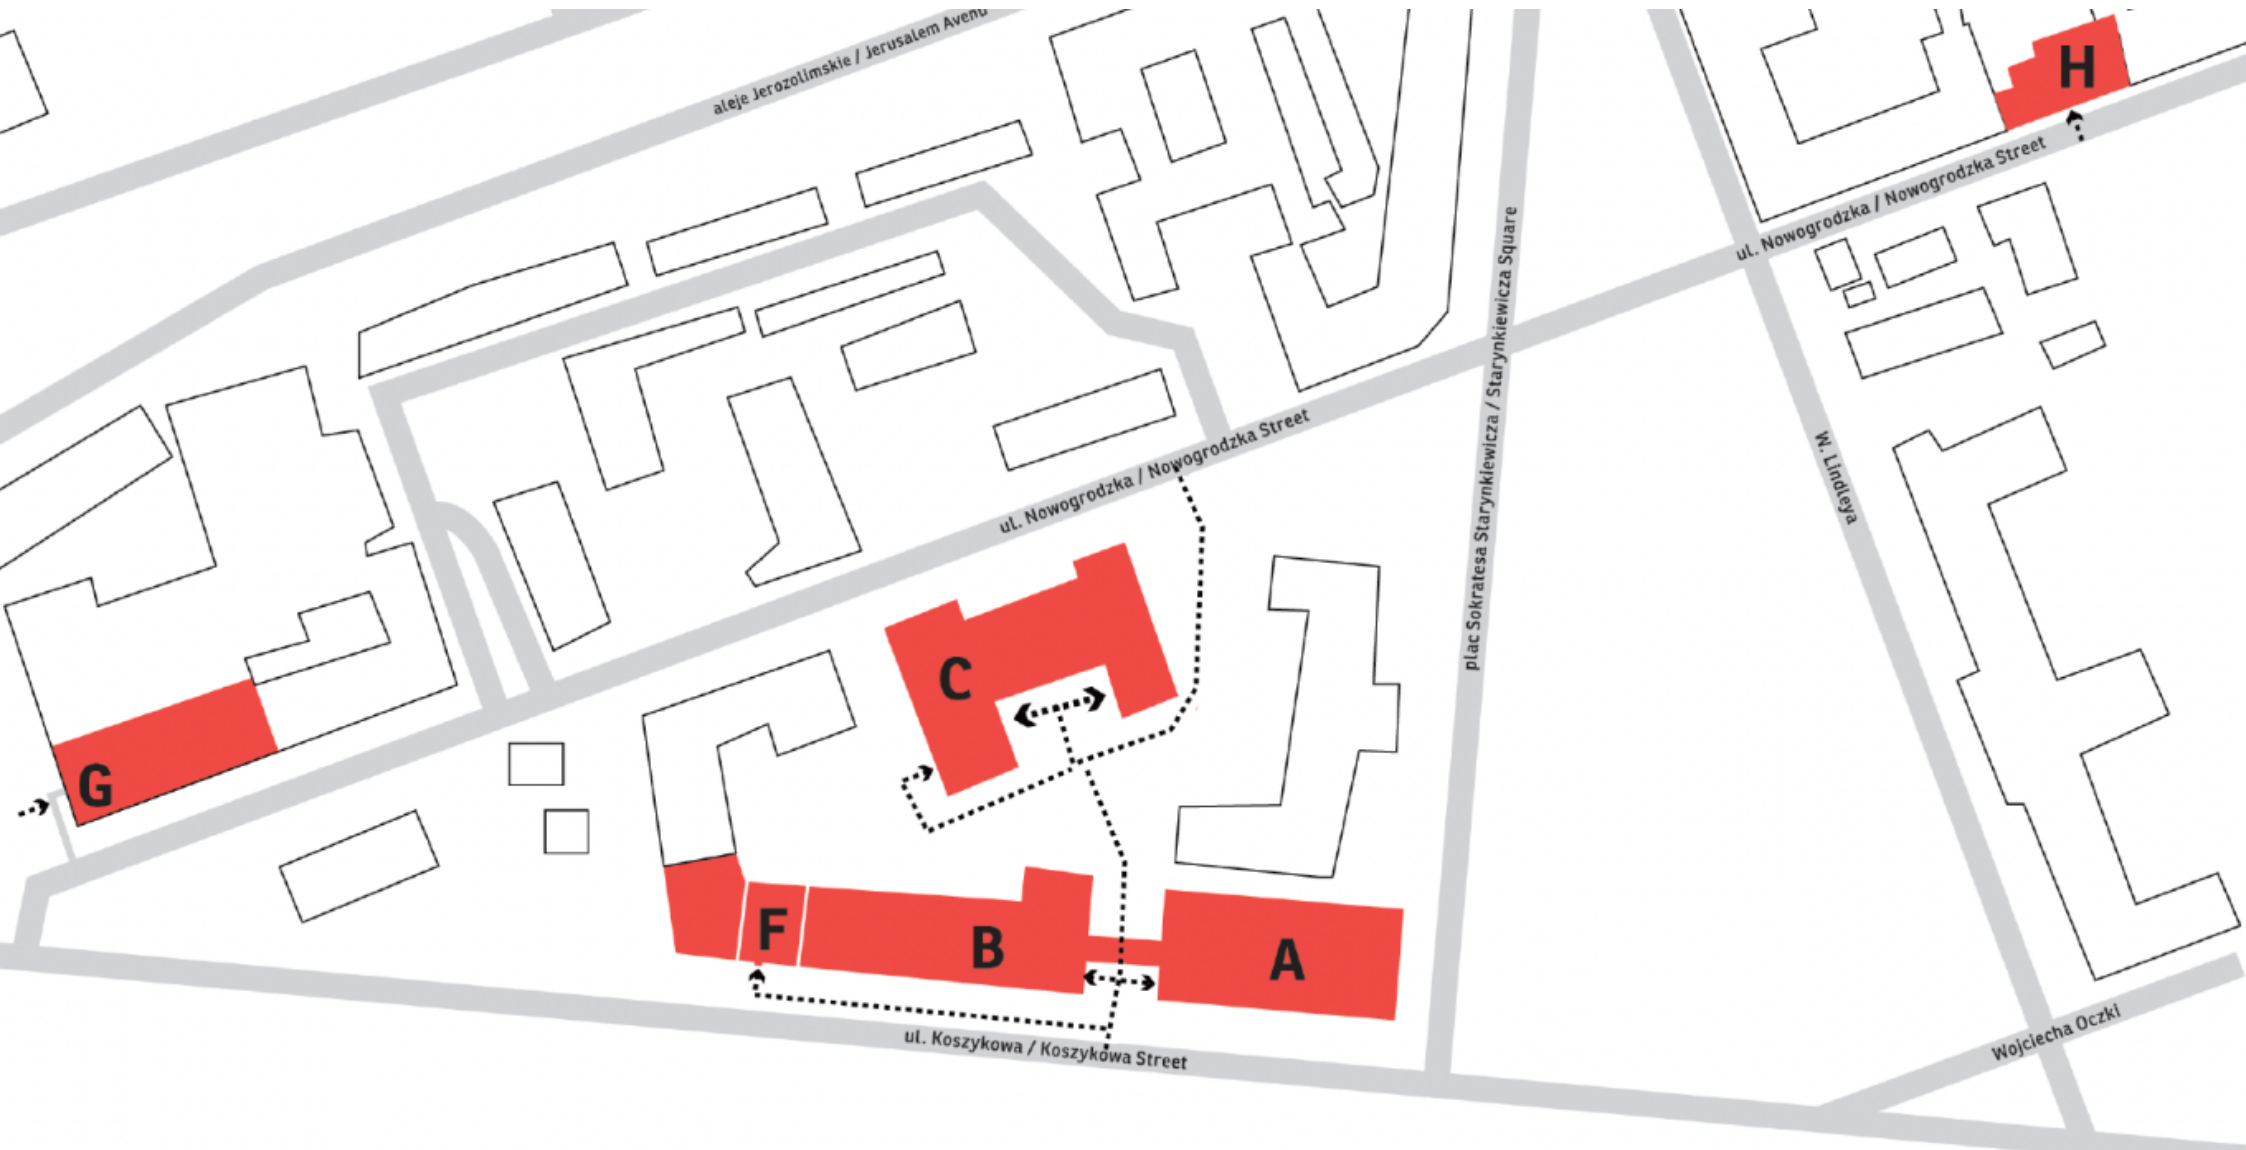 aleje Jerozolimskie / Jerusalem Avenu
H
ul. Nowogrodzka / Nowogrodzka Street
plac Sokratesa Starynkiewicza / Starynkiewicza Square
ul. Nowogrodzka / Nowogrodzka Street
W. Lindleya
C
G
F
B
A
ul. Koszykowa / Koszykowa Street
Wojciecha Oczki